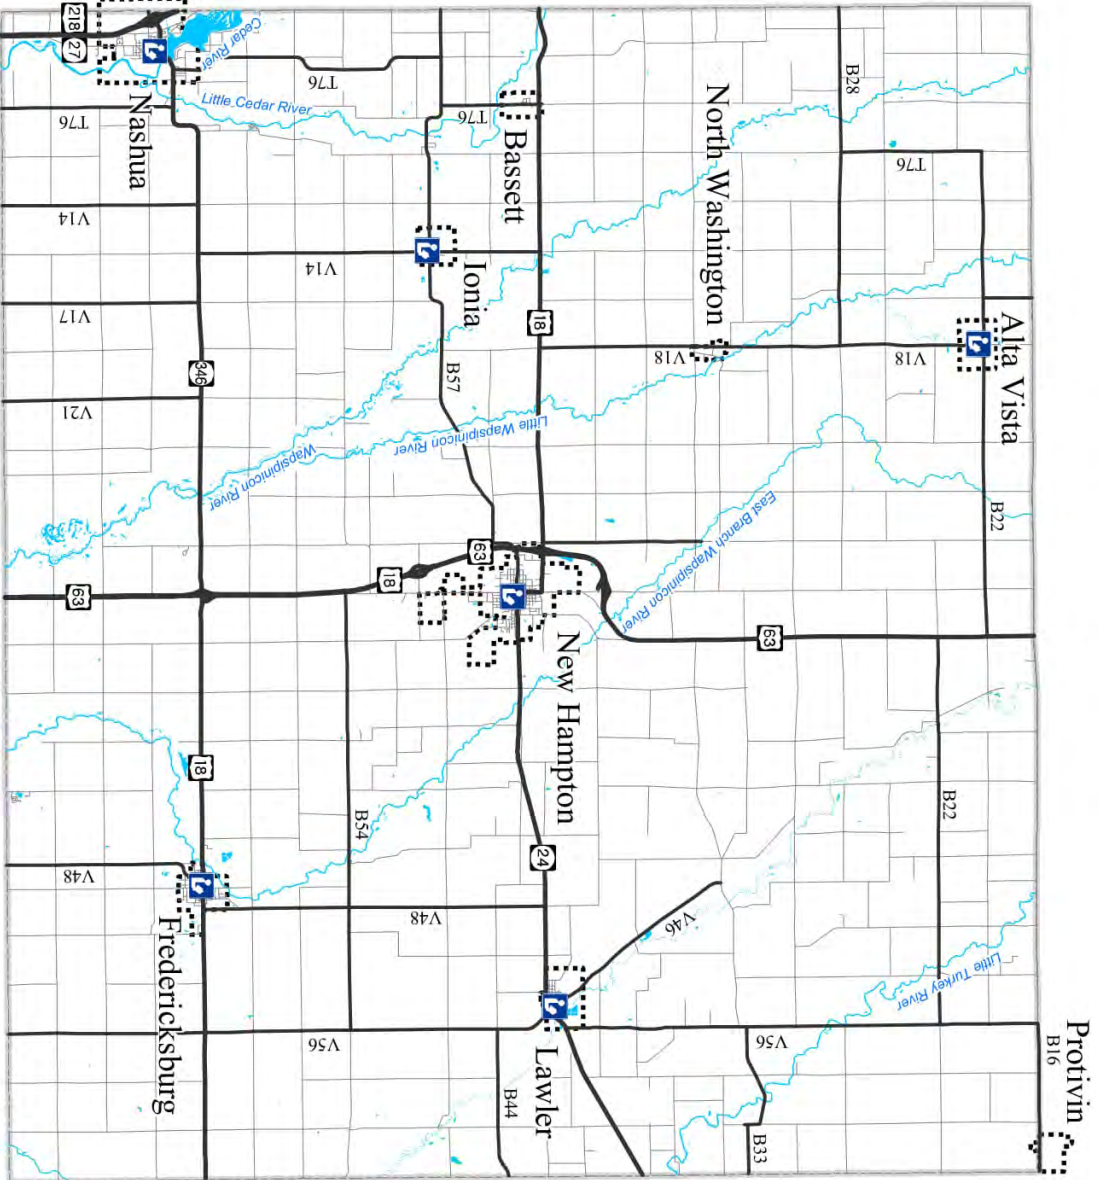 Protivin
B16
Alta Vista
B22
B22
B28
T76
V18
V18
North Washington
East Branch Wapsipinicon River
63
Little Turkey River
V56
B33
V46
Bassett
T76
18
Ionia
B57
Little Wapsipinicon River
63
New Hampton
24
Lawler
B44
T76
Little Cedar River
Cedar River
V14
Wapsipinicon River
18
B54
V48
V56
218
27
Nashua
T76
V14
V17
346
V21
63
18
V48
Fredericksburg